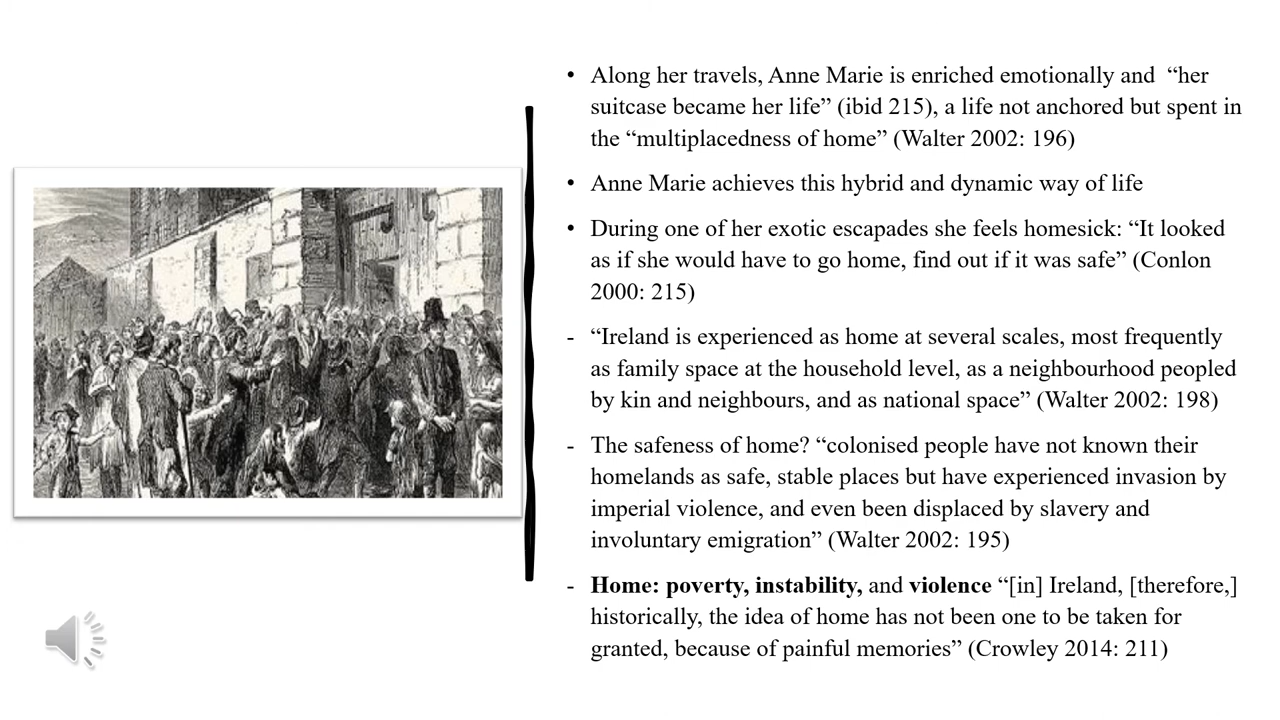 • Along her travels, Anne Marie is enriched emotionally and  “her
suitcase became her life” (ibid 215), a life not anchored but spent in
the “multiplacedness of home” (Walter 2002: 196)
• Anne Marie achieves this hybrid and dynamic way of life
• During one of her exotic escapades she feels homesick: “It looked
as if she would have to go home, find out if it was safe” (Conlon
2000: 215)
- “Ireland is experienced as home at several scales, most frequently
as family space at the household level, as a neighbourhood peopled
by kin and neighbours, and as national space” (Walter 2002: 198)
- The safeness of home? “colonised people have not known their
homelands as safe, stable places but have experienced invasion by
imperial violence, and even been displaced by slavery and
involuntary emigration” (Walter 2002: 195)
- Home: poverty, instability, and violence “[in] Ireland, [therefore,]
historically, the idea of home has not been one to be taken for
granted, because of painful memories” (Crowley 2014: 211)